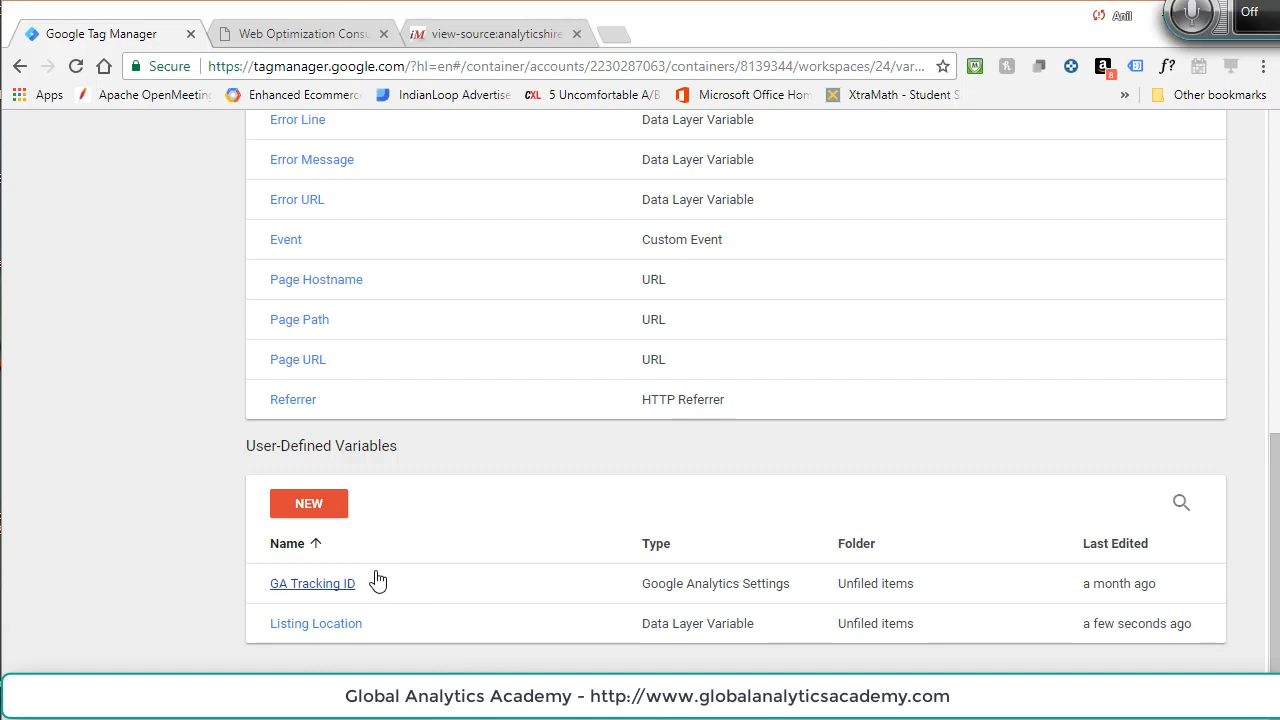 Anil
Off
Google Tag Manager
Web Optimization Consu
iM view-source:analyticshire
Secure
https://tagmanager.google.com/?hl=en#/container/accounts/2230287063/containers/8139344/workspaces/24/var...
f?
8
Apps
Apache OpenMeeting
Enhanced Ecommerc
IntianLoop Advertise
CXL 5 Uncomfortable A/B
Microsoft Office Hom
XtraMath - Student S
»
Other bookmarks
Error Line Data Layer Variable
Error Message Data Layer Variable
Error URL Data Layer Variable
Event Custom Event
Page Hostname URL
Page Path URL
Page URL URL
Referrer HTTP Referrer
User-Defined Variables
NEW
Name Type Folder Last Edited
GA Tracking ID Google Analytics Settings Unfiled items a month ago
Listing Location Data Layer Variable Unfiled items a few seconds ago
Global Analytics Academy - http://www.globalanalyticsacademy.com